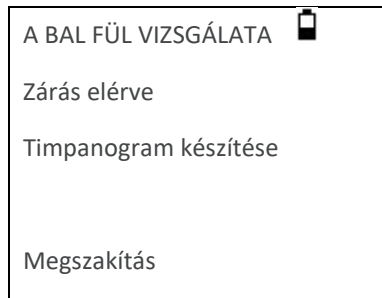 A BAL FÜL VIZSGÁLATA
Zárás elérve
Timpanogram készítése
Megszakítás